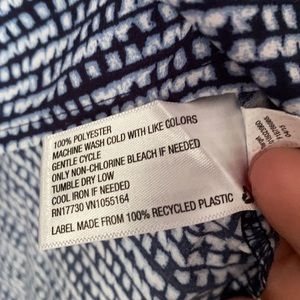 100% POLYESTER
MACHINE WASH COLD WITH LIKE COLORS
GENTLE CYCLE
ONLY NON-CHLORINE BLEACH IF NEEDED
TUMBLE DRY LOW
COOL IRON IF NEEDED
RN17730 VN1055164
LABEL MADE FROM 100% RECYCLED PLASTIC